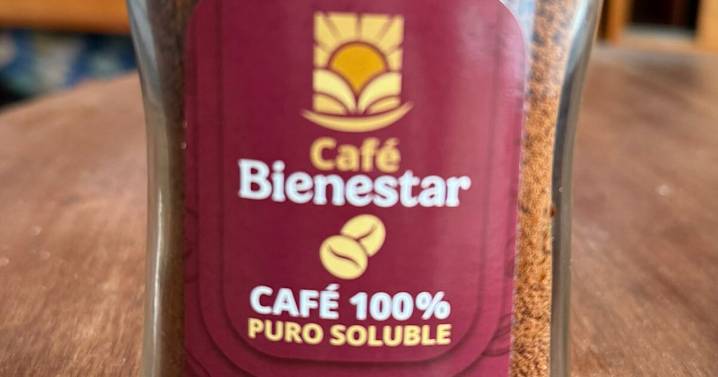 Café
Bienestar
CAFÉ 100%
PURO SOLUBLE